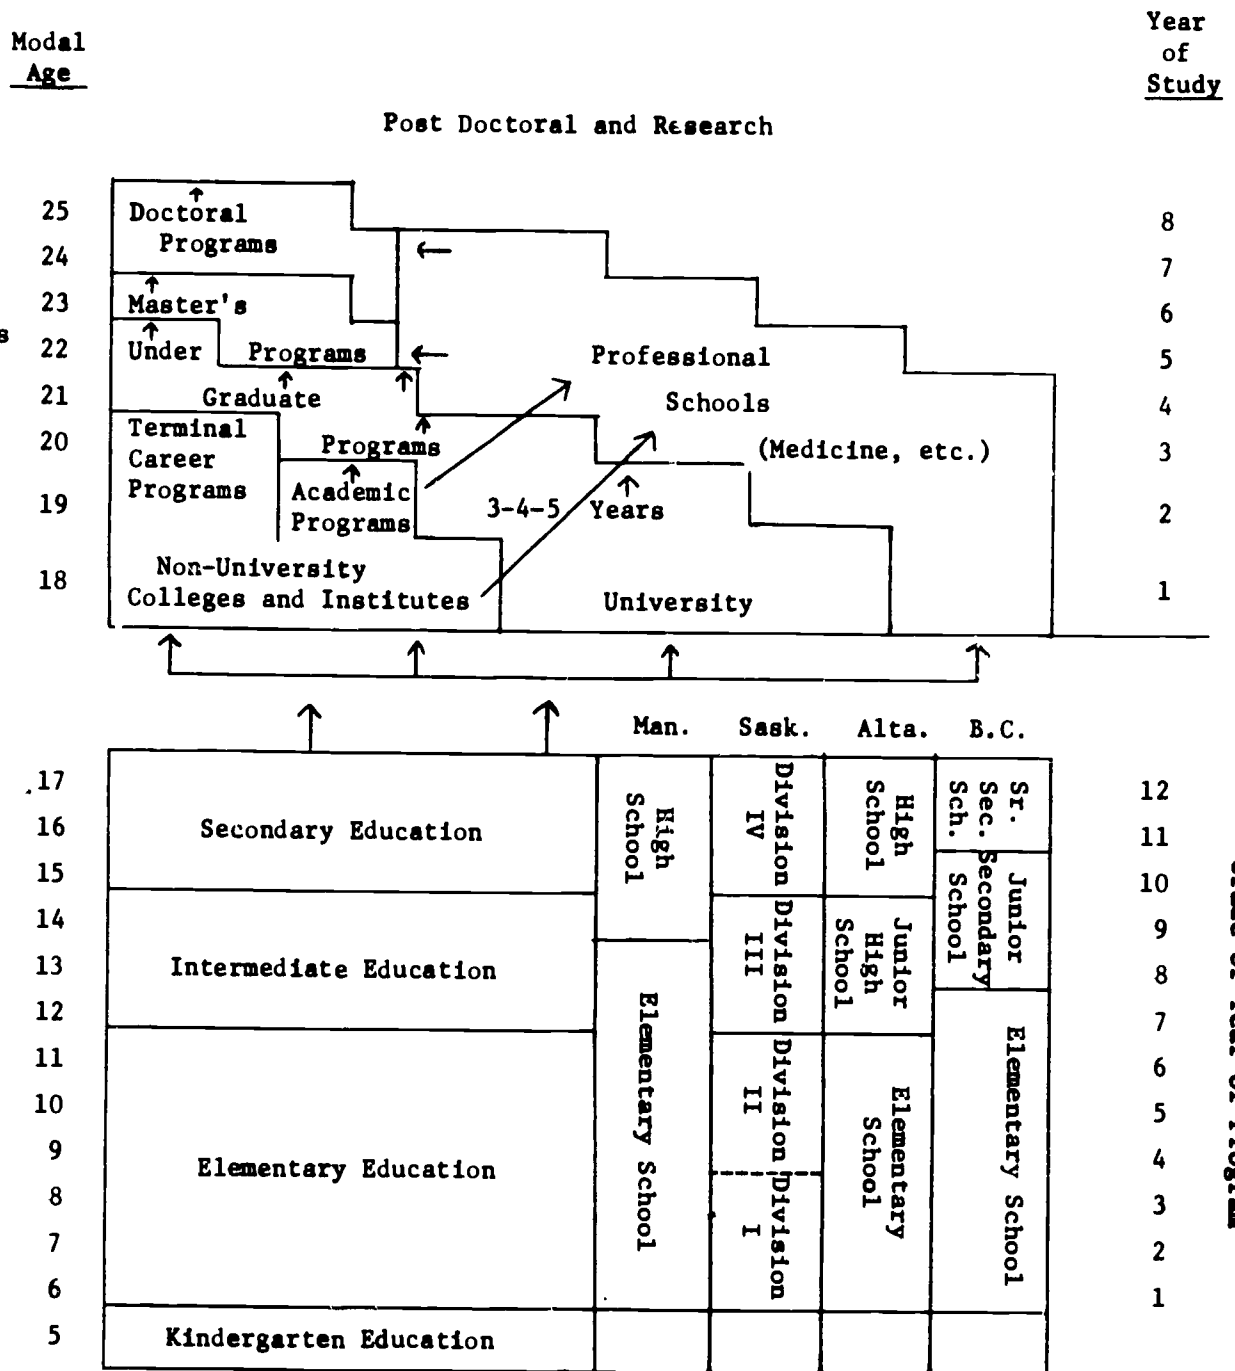 Modal
Age
Year
of
Study
Post Doctoral and Research
25
Doctoral
Programs
8
24
7
23
Master's
6
s
22
Under
Programs
Professional
5
21
Graduate
Schools
4
20
Terminal
Career
Programs
Programs
(Medicine, etc.)
3
19
Academic
Programs
3-4-5 Years
2
18
Non-University
Colleges and Institutes
University
1
Man.
Sask.
Alta.
B.C.
17
16
15
14
13
12
11
10
9
8
7
6
5
Secondary Education
Intermediate Education
Elementary Education
Kindergarten Education
High
School
Elementary School
Division
IV
Division
III
Division
II
Division
I
High
School
Junior
High
School
Elementary
School
Sr.
Sec.
Sch.
Junior
Secondary
School
Elementary School
12
11
10
9
8
7
6
5
4
3
2
1